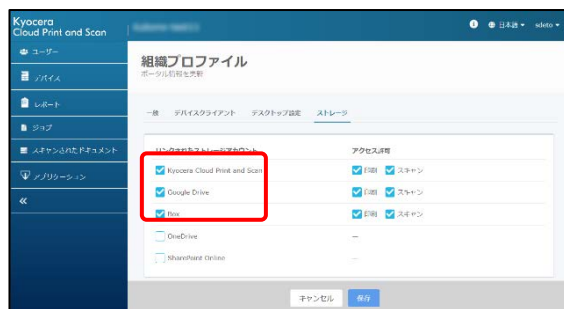 Kyocera
Cloud Print and Scan
日本語
sdeto
ユーザー
デバイス
レポート
ジョブ
スキャンされたドキュメント
アプリケーション
«
組織プロファイル
ポータル情報を更新
一般 デバイスクライアント デスクトップ設定 ストレージ
リンクされたストレージアカウント アクセス許可
Kyocera Cloud Print and Scan 印刷 スキャン
Google Drive 印刷 スキャン
Box 印刷 スキャン
OneDrive —
SharePoint Online —
キャンセル 保存